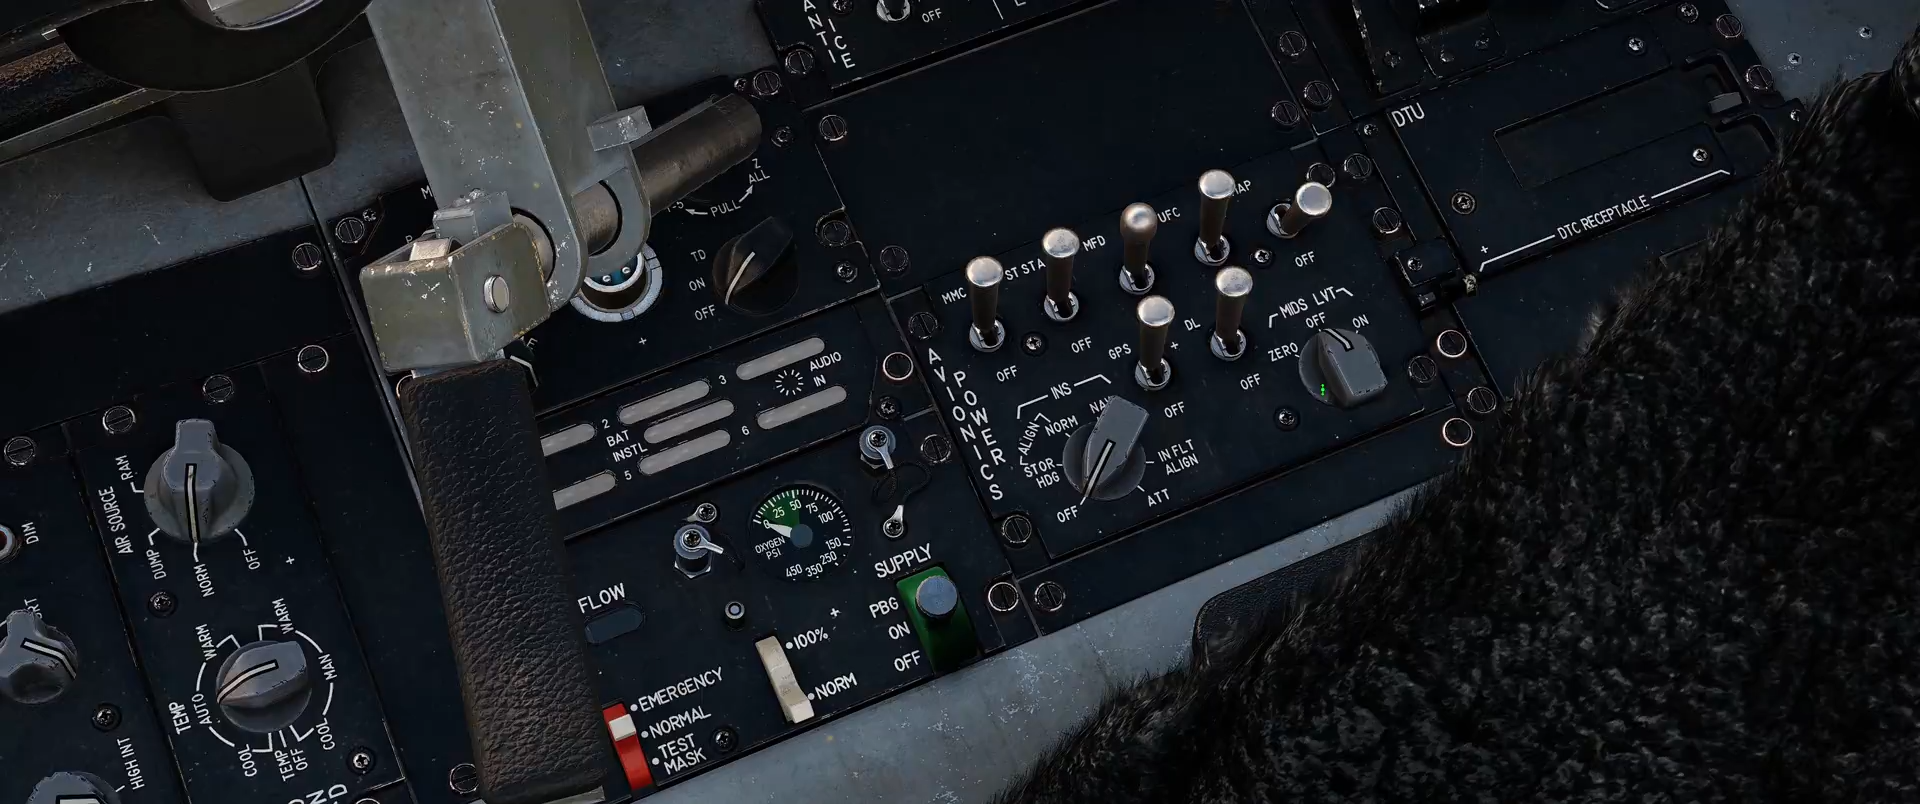 ANTI ICE
OFF
DTU
DTC RECEPTACLE
+
Z
ALL
PULL
TD
ON
OFF
+
MMC
ST STA
MFD
UFC
OFF
OFF
OFF
GPS
+
DL
OFF
OFF
MIDS LVT
ZERO
OFF
ON
AVIONICS
POWER
INS
ALIGN
NORM
NAV
STOR
HDG
OFF
IN FLT
ALIGN
ATT
AUDIO
IN
3
2
BAT
INSTL
5
6
0 25 50 75 100 150 250 350 450
OXYGEN
PSI
FLOW
+
SUPPLY
PBG
ON
OFF
100%
NORM
EMERGENCY
NORMAL
TEST
MASK
AIR SOURCE
RAM
DUMP
NORM
OFF
+
TEMP
AUTO
WARM
WARM
MAN
COOL
COOL
TEMP
OFF
HIGH INT